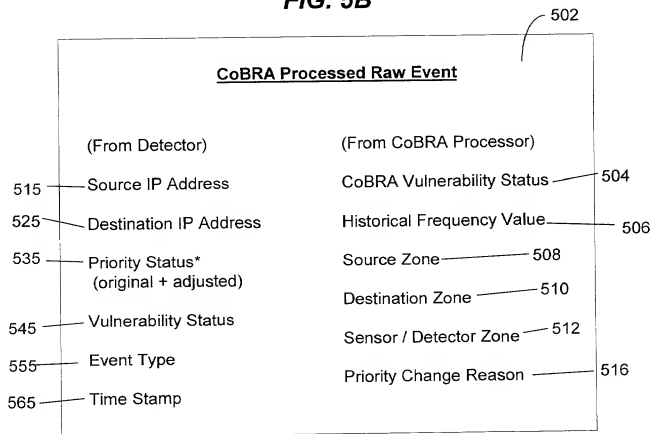 FIG. 5B
502
CoBRA Processed Raw Event
(From Detector)
515 Source IP Address
525 Destination IP Address
535 Priority Status*
(original + adjusted)
545 Vulnerability Status
555 Event Type
565 Time Stamp
(From CoBRA Processor)
CoBRA Vulnerability Status 504
Historical Frequency Value 506
Source Zone 508
Destination Zone 510
Sensor / Detector Zone 512
Priority Change Reason 516